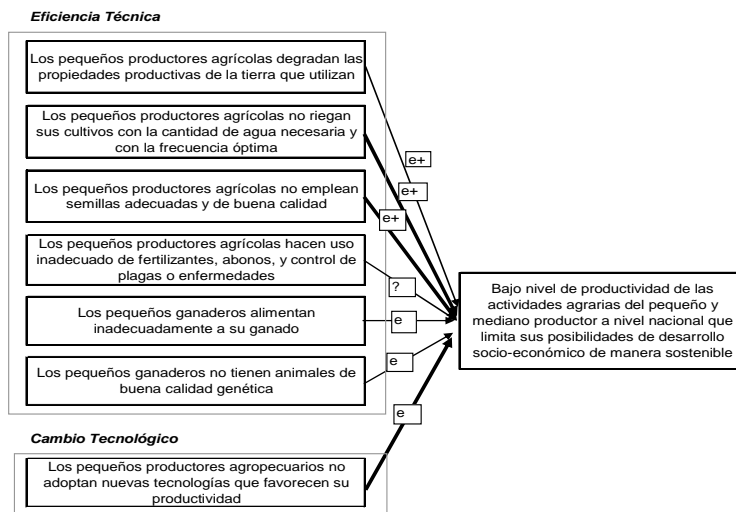 Eficiencia Técnica
Los pequeños productores agrícolas degradan las
propiedades productivas de la tierra que utilizan
Los pequeños productores agrícolas no riegan
sus cultivos con la cantidad de agua necesaria y
con la frecuencia óptima
Los pequeños productores agrícolas no emplean
semillas adecuadas y de buena calidad
Los pequeños productores agrícolas hacen uso
inadecuado de fertilizantes, abonos, y control de
plagas o enfermedades
Los pequeños ganaderos alimentan
inadecuadamente a su ganado
Los pequeños ganaderos no tienen animales de
buena calidad genética
e+
e+
e+
?
e
e
e
Bajo nivel de productividad de las
actividades agrarias del pequeño y
mediano productor a nivel nacional que
limita sus posibilidades de desarrollo
socio-económico de manera sostenible
Cambio Tecnológico
Los pequeños productores agropecuarios no
adoptan nuevas tecnologías que favorecen su
productividad